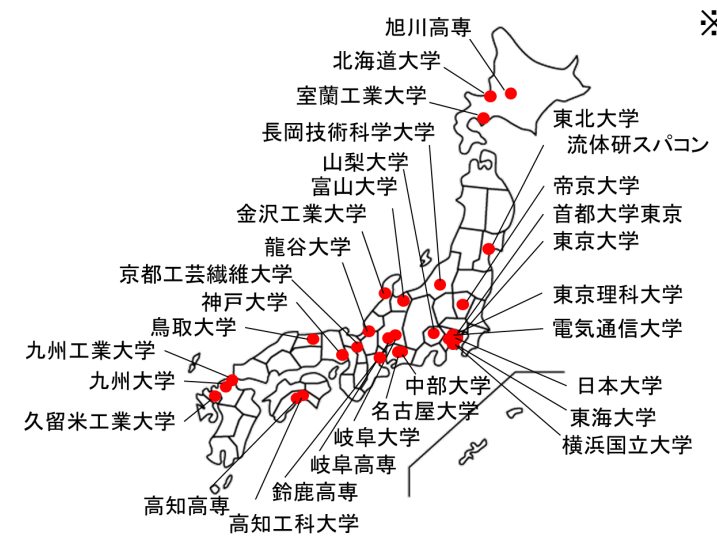 ※
旭川高専
北海道大学
室蘭工業大学
長岡技術科学大学
山梨大学
富山大学
金沢工業大学
龍谷大学
京都工芸繊維大学
神戸大学
鳥取大学
九州工業大学
九州大学
久留米工業大学
東北大学
流体研スパコン
帝京大学
首都大学東京
東京大学
東京理科大学
電気通信大学
日本大学
東海大学
横浜国立大学
中部大学
名古屋大学
岐阜大学
岐阜高専
鈴鹿高専
高知高専
高知工科大学